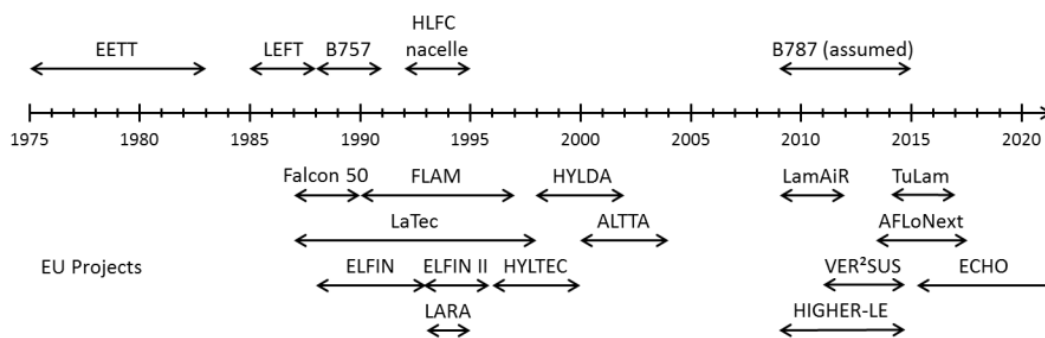 HLFC
EETT LEFT B757 nacelle B787 (assumed)
1975 1980 1985 1990 1995 2000 2005 2010 2015 2020
Falcon 50 FLAM HYLDA LamAiR TuLam
LaTec ALTTA AFLoNext
EU Projects ELFIN ELFIN II HYLTEC VER²SUS ECHO
LARA HIGHER-LE